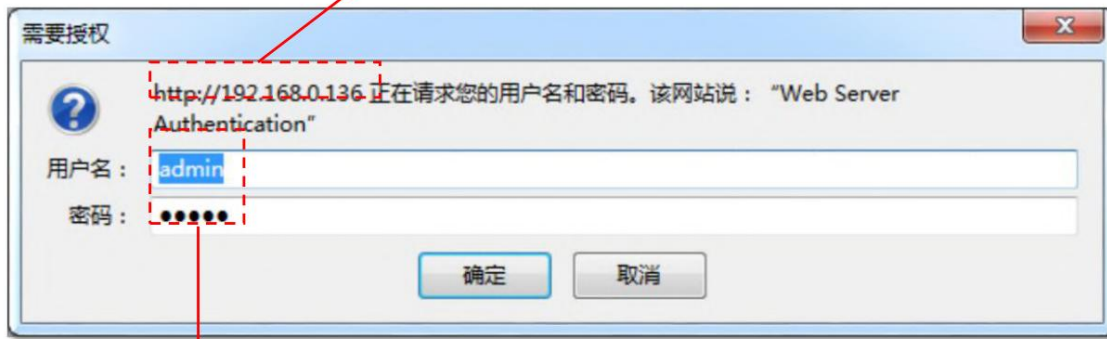 需要授权
http://192.168.0.136 正在请求您的用户名和密码。该网站说： “Web Server
Authentication”
用户名： admin
密码： •••••
确定 取消